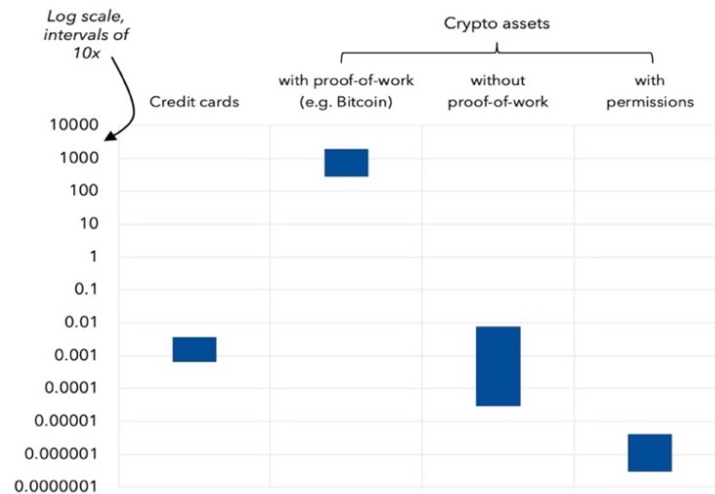 Log scale,
intervals of
10x
Crypto assets
Credit cards
with proof-of-work
(e.g. Bitcoin)
without
proof-of-work
with
permissions
10000
1000
100
10
1
0.1
0.01
0.001
0.0001
0.00001
0.000001
0.0000001